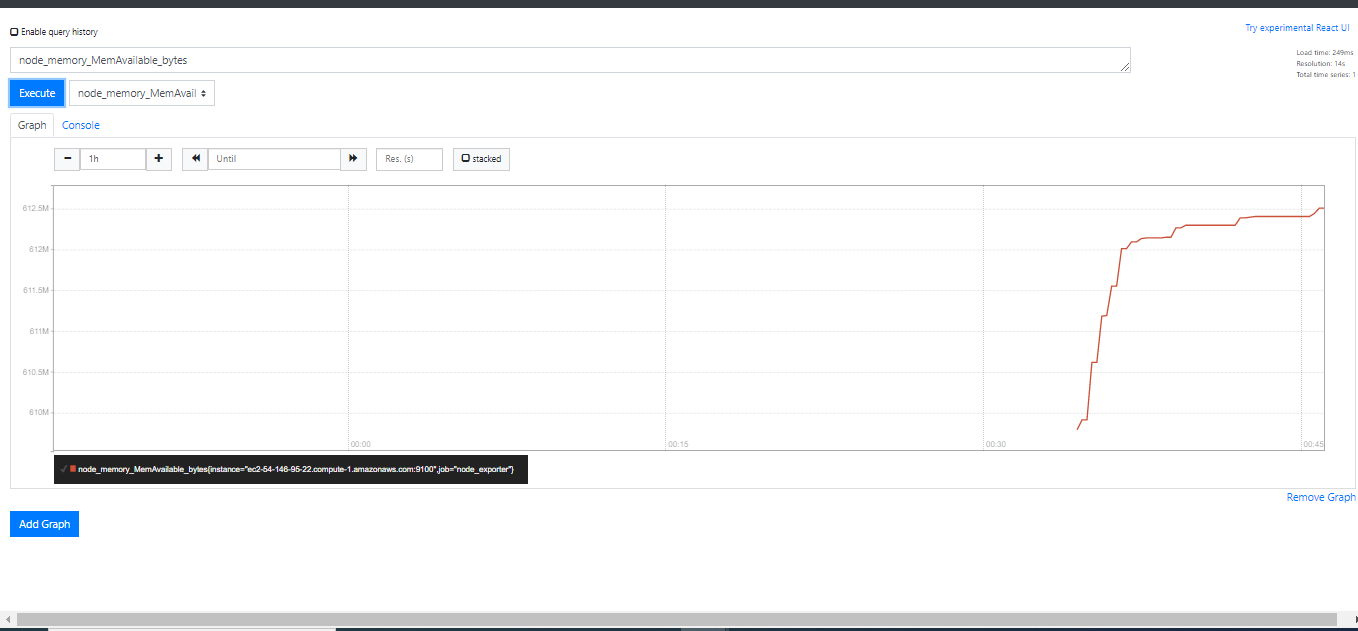 Enable query history
Try experimental React UI
node_memory_MemAvailable_bytes
Load time: 249ms
Resolution: 14s
Total time series: 1
Execute
node_memory_MemAvail
Graph
Console
1h
Until
Res. (s)
stacked
612.5M
612M
611.5M
611M
610.5M
610M
00:00
00:15
00:30
00:45
node_memory_MemAvailable_bytes{instance="ec2-54-146-95-22.compute-1.amazonaws.com:9100",job="node_exporter"}
Remove Graph
Add Graph